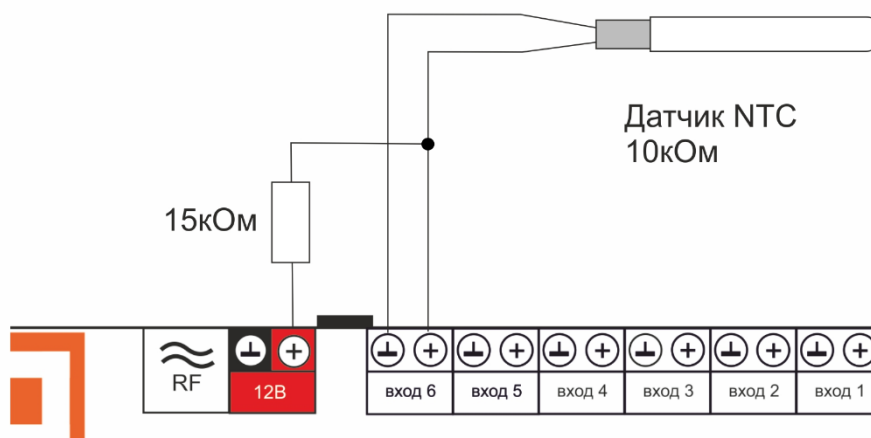 Датчик NTC
10кОм
15кОм
RF
12В
вход 6
вход 5
вход 4
вход 3
вход 2
вход 1